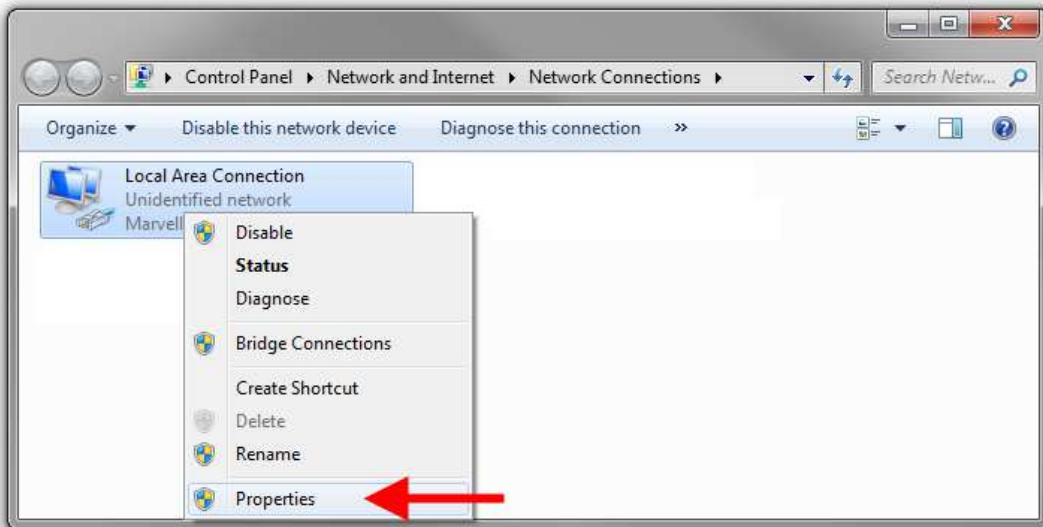 Control Panel ▸ Network and Internet ▸ Network Connections ▸
Search Netw...
Organize
Disable this network device
Diagnose this connection
»
Local Area Connection
Unidentified network
Marvell
Disable
Status
Diagnose
Bridge Connections
Create Shortcut
Delete
Rename
Properties